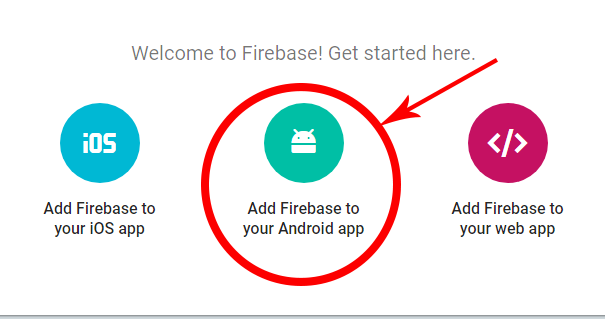 Welcome to Firebase! Get started here.
iOS
</>
Add Firebase to
your iOS app
Add Firebase to
your Android app
Add Firebase to
your web app